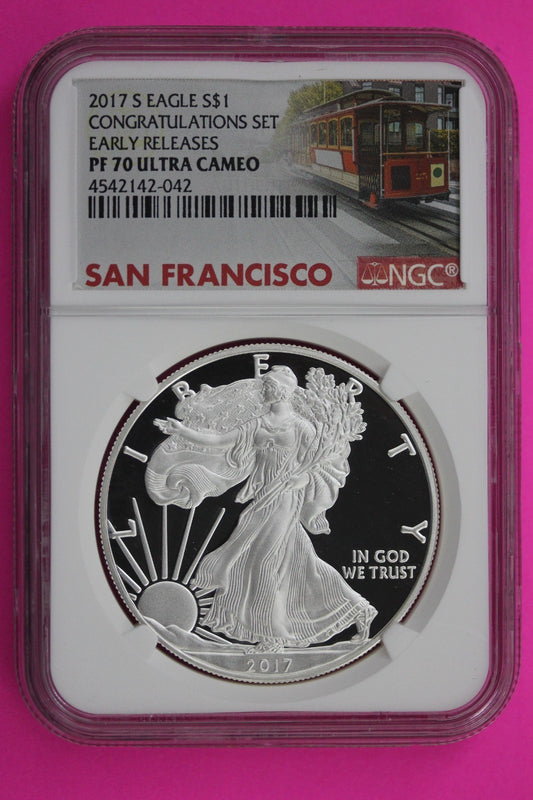 2017 S EAGLE S$1
CONGRATULATIONS SET
EARLY RELEASES
PF 70 ULTRA CAMEO
4542142-042
SAN FRANCISCO
NGC®
LIBERTY
IN GOD
WE TRUST
2017